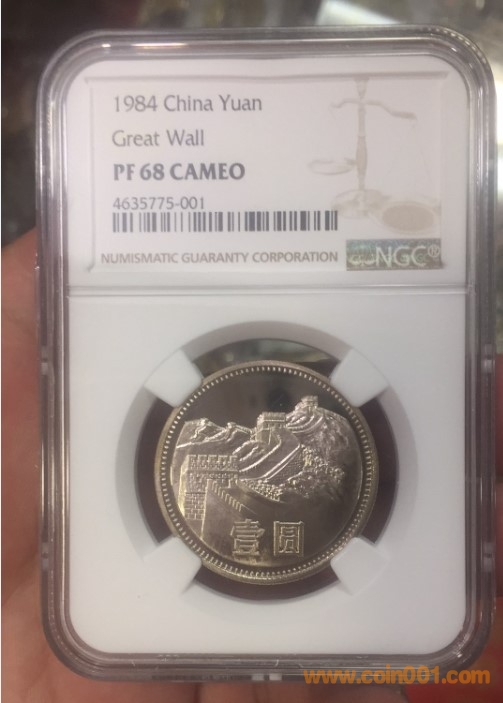 1984 China Yuan
Great Wall
PF 68 CAMEO
4635775-001
NUMISMATIC GUARANTY CORPORATION
NGC®
壹圆
www.coin001.com